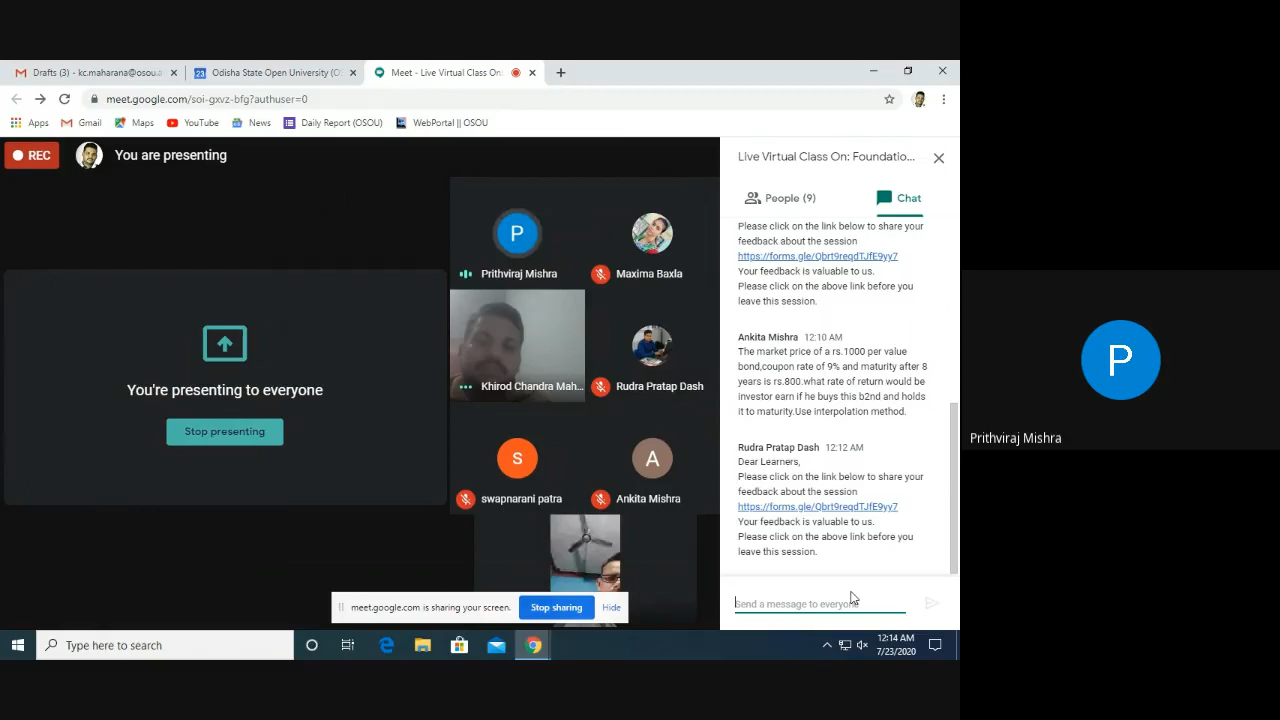 Drafts (3) - kc.maharana@osou.a
Odisha State Open University (OS
Meet - Live Virtual Class On:
meet.google.com/soi-gxvz-bfg?authuser=0
Apps
Gmail
Maps
YouTube
News
Daily Report (OSOU)
WebPortal || OSOU
REC
You are presenting
Live Virtual Class On: Foundatio...
People (9)
Chat
Please click on the link below to share your
feedback about the session
https://forms.gle/Qbrt9reqdTJfE9yy7
Your feedback is valuable to us.
Please click on the above link before you
leave this session.
Ankita Mishra 12:10 AM
The market price of a rs.1000 per value
bond,coupon rate of 9% and maturity after 8
years is rs.800.what rate of return would be
investor earn if he buys this b2nd and holds
it to maturity.Use interpolation method.
Rudra Pratap Dash 12:12 AM
Dear Learners,
Please click on the link below to share your
feedback about the session
https://forms.gle/Qbrt9reqdTJfE9yy7
Your feedback is valuable to us.
Please click on the above link before you
leave this session.
Send a message to everyone
P
Prithviraj Mishra
Maxima Baxla
Khirod Chandra Mah...
Rudra Pratap Dash
s
swapnarani patra
A
Ankita Mishra
You're presenting to everyone
Stop presenting
meet.google.com is sharing your screen.
Stop sharing
Hide
Type here to search
12:14 AM
7/23/2020
P
Prithviraj Mishra